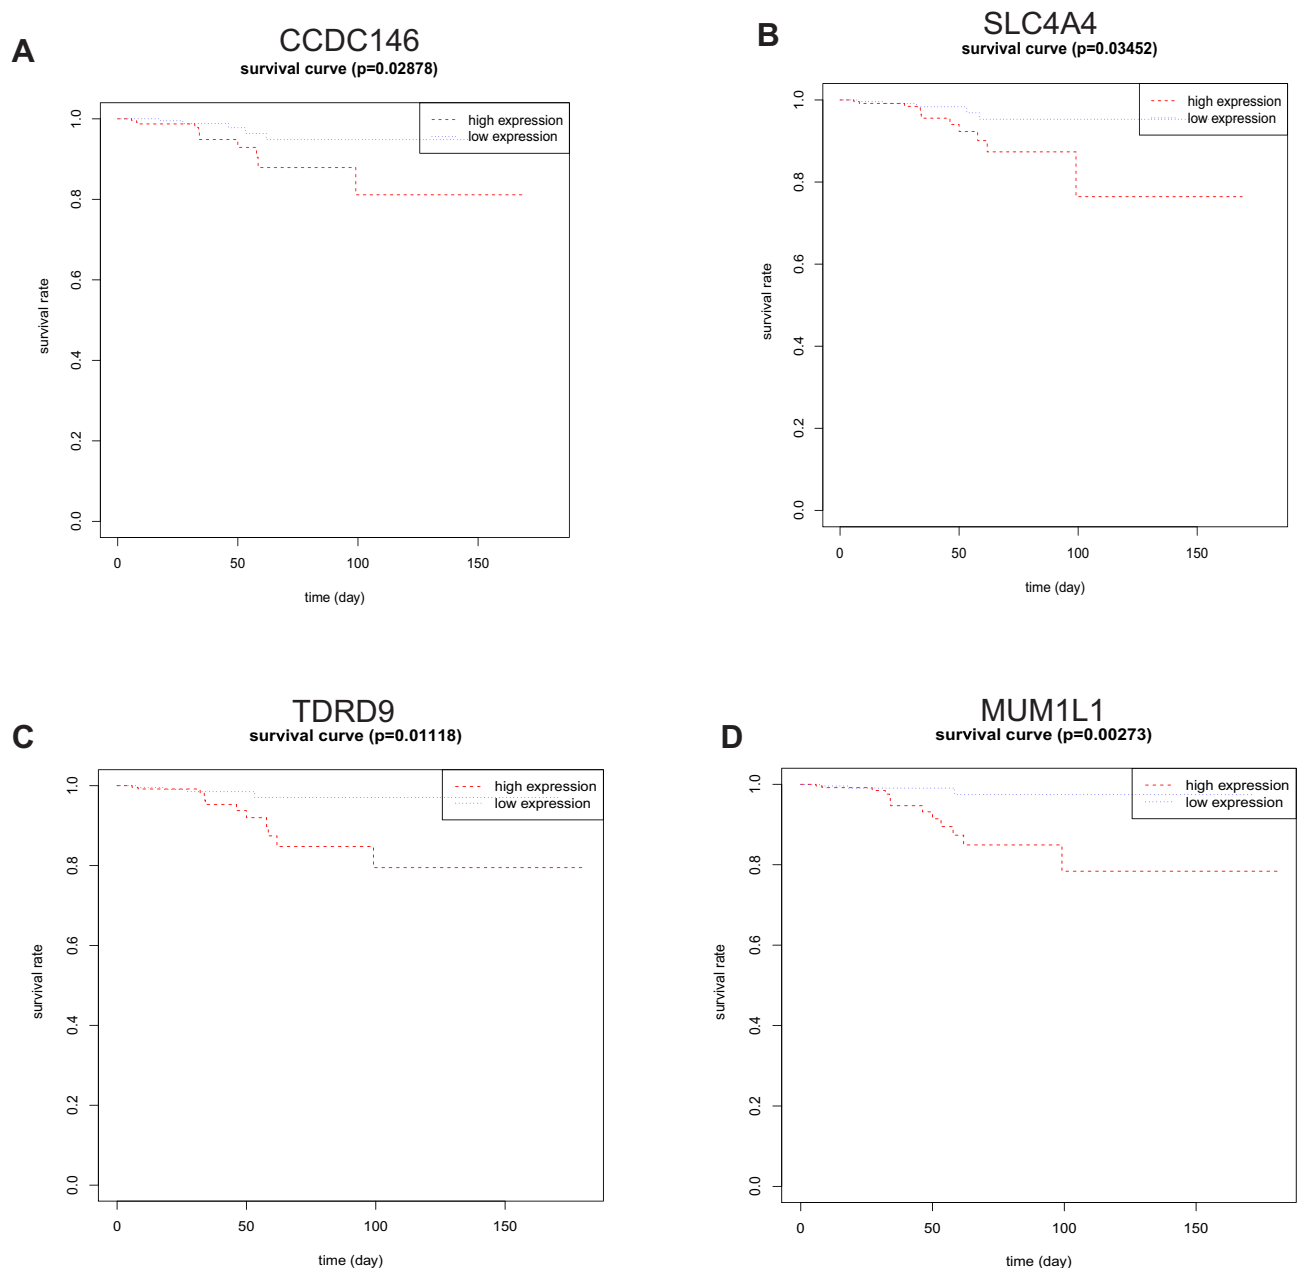 A
CCDC146
survival curve (p=0.02878)
high expression
low expression
1.0
0.8
0.6
0.4
0.2
0.0
survival rate
0 50 100 150
time (day)
B
SLC4A4
survival curve (p=0.03452)
high expression
low expression
1.0
0.8
0.6
0.4
0.2
0.0
survival rate
0 50 100 150
time (day)
C
TDRD9
survival curve (p=0.01118)
high expression
low expression
1.0
0.8
0.6
0.4
0.2
0.0
survival rate
0 50 100 150
time (day)
D
MUM1L1
survival curve (p=0.00273)
high expression
low expression
1.0
0.8
0.6
0.4
0.2
0.0
survival rate
0 50 100 150
time (day)